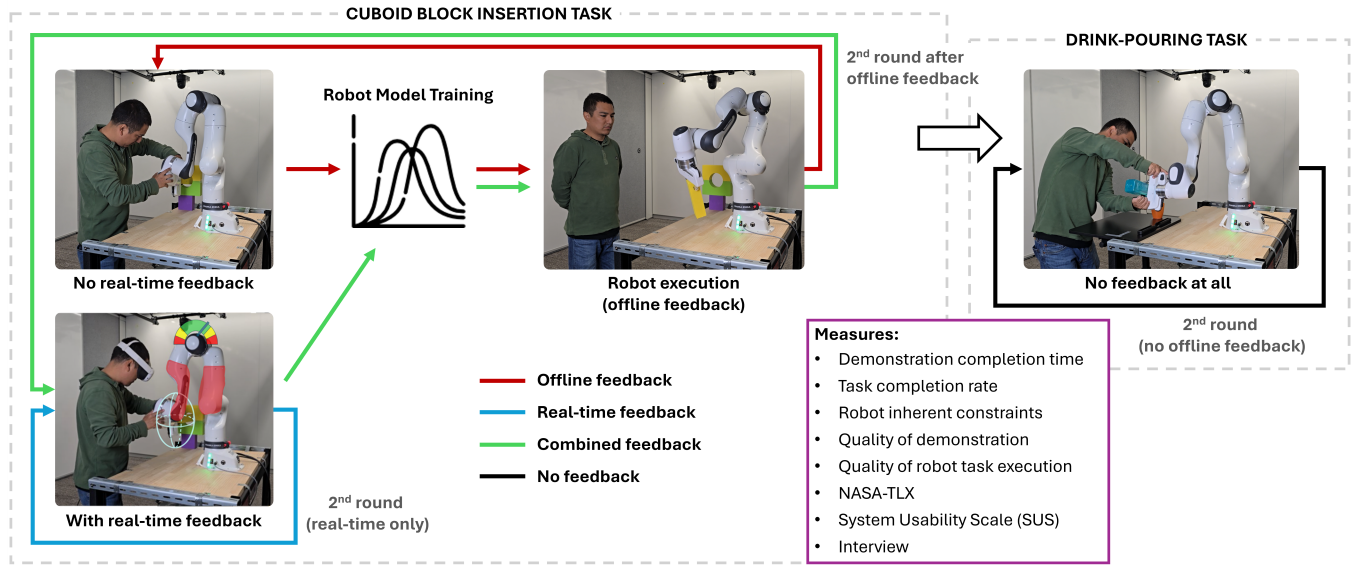 CUBOID BLOCK INSERTION TASK
DRINK-POURING TASK
2nd round after
offline feedback
Robot Model Training
No real-time feedback
Robot execution
(offline feedback)
No feedback at all
2nd round
(no offline feedback)
With real-time feedback
2nd round
(real-time only)
Offline feedback
Real-time feedback
Combined feedback
No feedback
Measures:
• Demonstration completion time
• Task completion rate
• Robot inherent constraints
• Quality of demonstration
• Quality of robot task execution
• NASA-TLX
• System Usability Scale (SUS)
• Interview